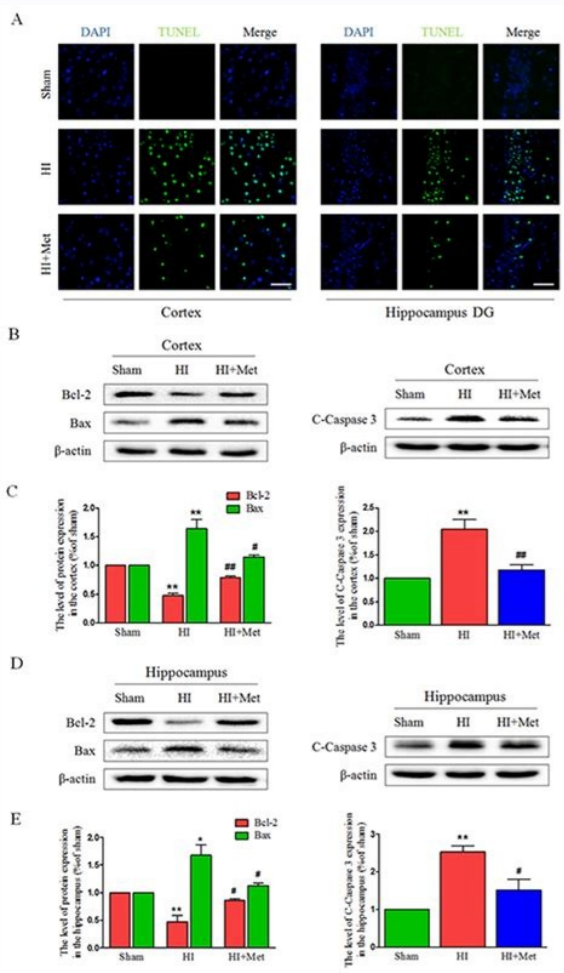 A
DAPI TUNEL Merge DAPI TUNEL Merge
Sham
HI
HI+Met
Cortex Hippocampus DG
B
Cortex
Sham HI HI+Met
Bcl-2
Bax
β-actin
Cortex
Sham HI HI+Met
C-Caspase 3
β-actin
C
The level of protein expression
in the cortex (%of sham)
2.0
1.5
1.0
0.5
0.0
Bcl-2
Bax
** ** ## #
Sham HI HI+Met
The level of C-Caspase 3 expression
in the cortex (%of sham)
2.5
2.0
1.5
1.0
0.5
0.0
** ##
Sham HI HI+Met
D
Hippocampus
Sham HI HI+Met
Bcl-2
Bax
β-actin
Hippocampus
Sham HI HI+Met
C-Caspase 3
β-actin
E
The level of protein expression
in the hippocampus (%of sham)
2.0
1.5
1.0
0.5
0.0
Bcl-2
Bax
** * # #
Sham HI HI+Met
The level of C-Caspase 3 expression
in the hippocampus (%of sham)
3
2
1
0
** #
Sham HI HI+Met